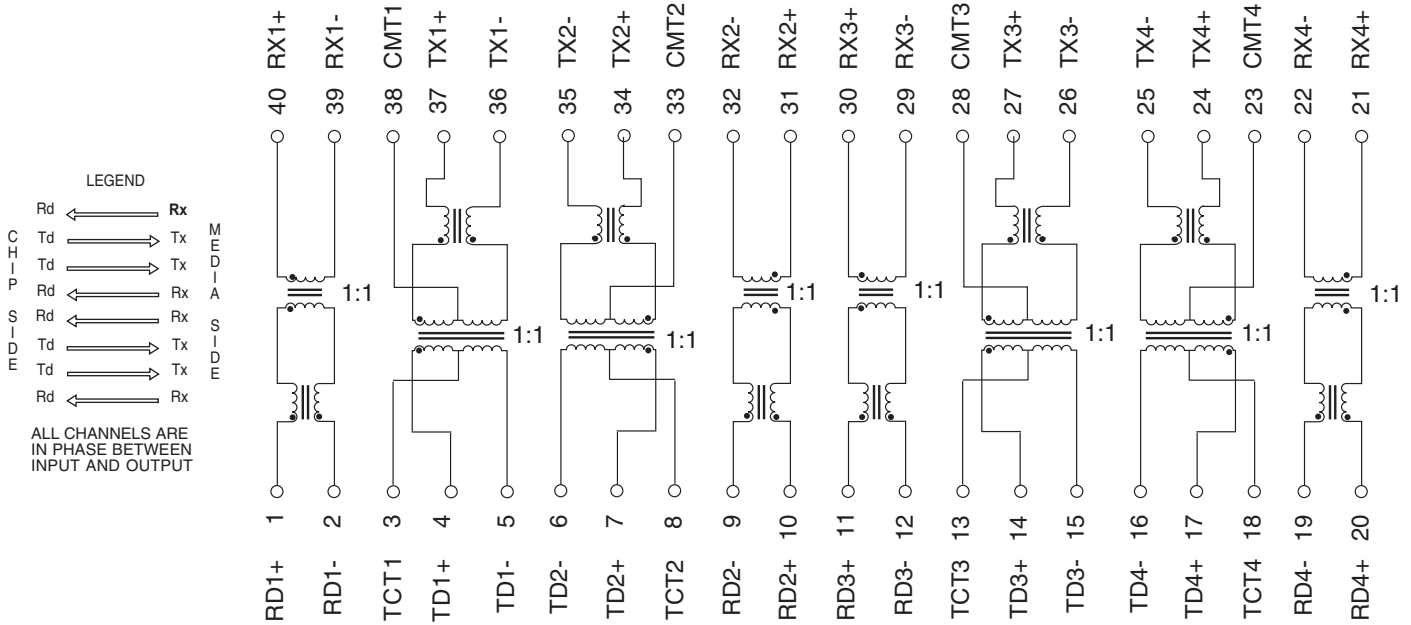 RX1+ RX1- CMT1 TX1+ TX1- TX2- TX2+ CMT2 RX2- RX2+ RX3+ RX3- CMT3 TX3+ TX3- TX4- TX4+ CMT4 RX4- RX4+
40 39 38 37 36 35 34 33 32 31 30 29 28 27 26 25 24 23 22 21
LEGEND
CHIP SIDE
Rd Rx
Td Tx
Td Tx
Rd Rx
Rd Rx
Td Tx
Td Tx
Rd Rx
MEDIA SIDE
ALL CHANNELS ARE
IN PHASE BETWEEN
INPUT AND OUTPUT
1:1
1:1
1:1
1:1
1:1
1:1
1:1
1:1
1 2 3 4 5 6 7 8 9 10 11 12 13 14 15 16 17 18 19 20
RD1+ RD1- TCT1 TD1+ TD1- TD2- TD2+ TCT2 RD2- RD2+ RD3+ RD3- TCT3 TD3+ TD3- TD4- TD4+ TCT4 RD4- RD4+